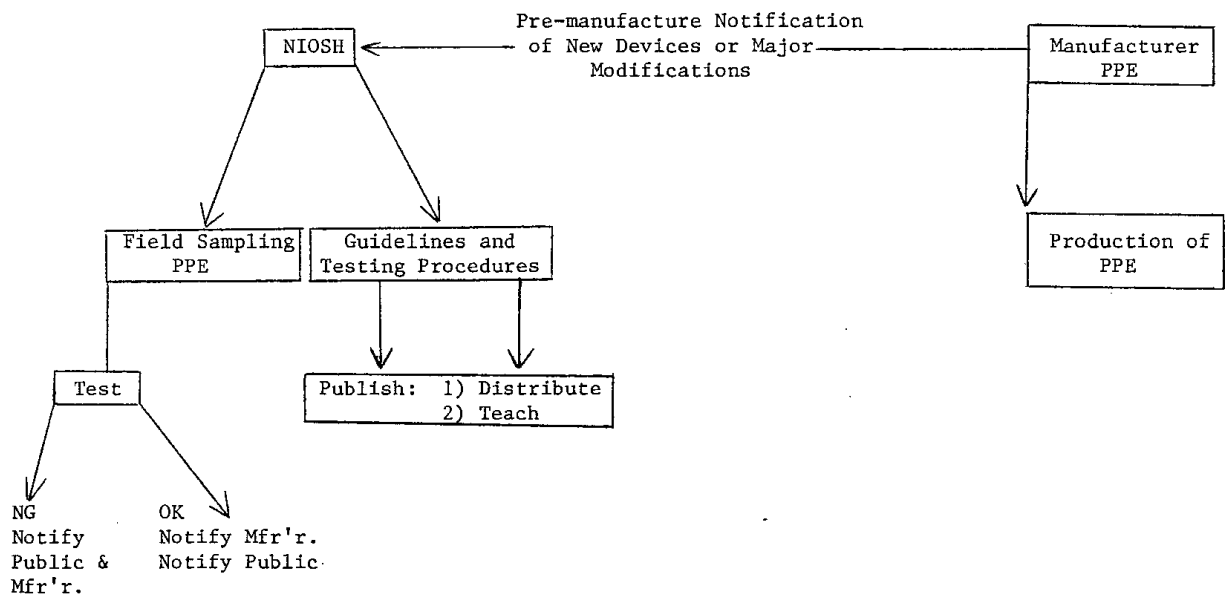 Pre-manufacture Notification
of New Devices or Major
Modifications
NIOSH
Manufacturer
PPE
Field Sampling
PPE
Guidelines and
Testing Procedures
Production of
PPE
Test
Publish: 1) Distribute
2) Teach
NG
Notify
Public &
Mfr'r.
OK
Notify Mfr'r.
Notify Public